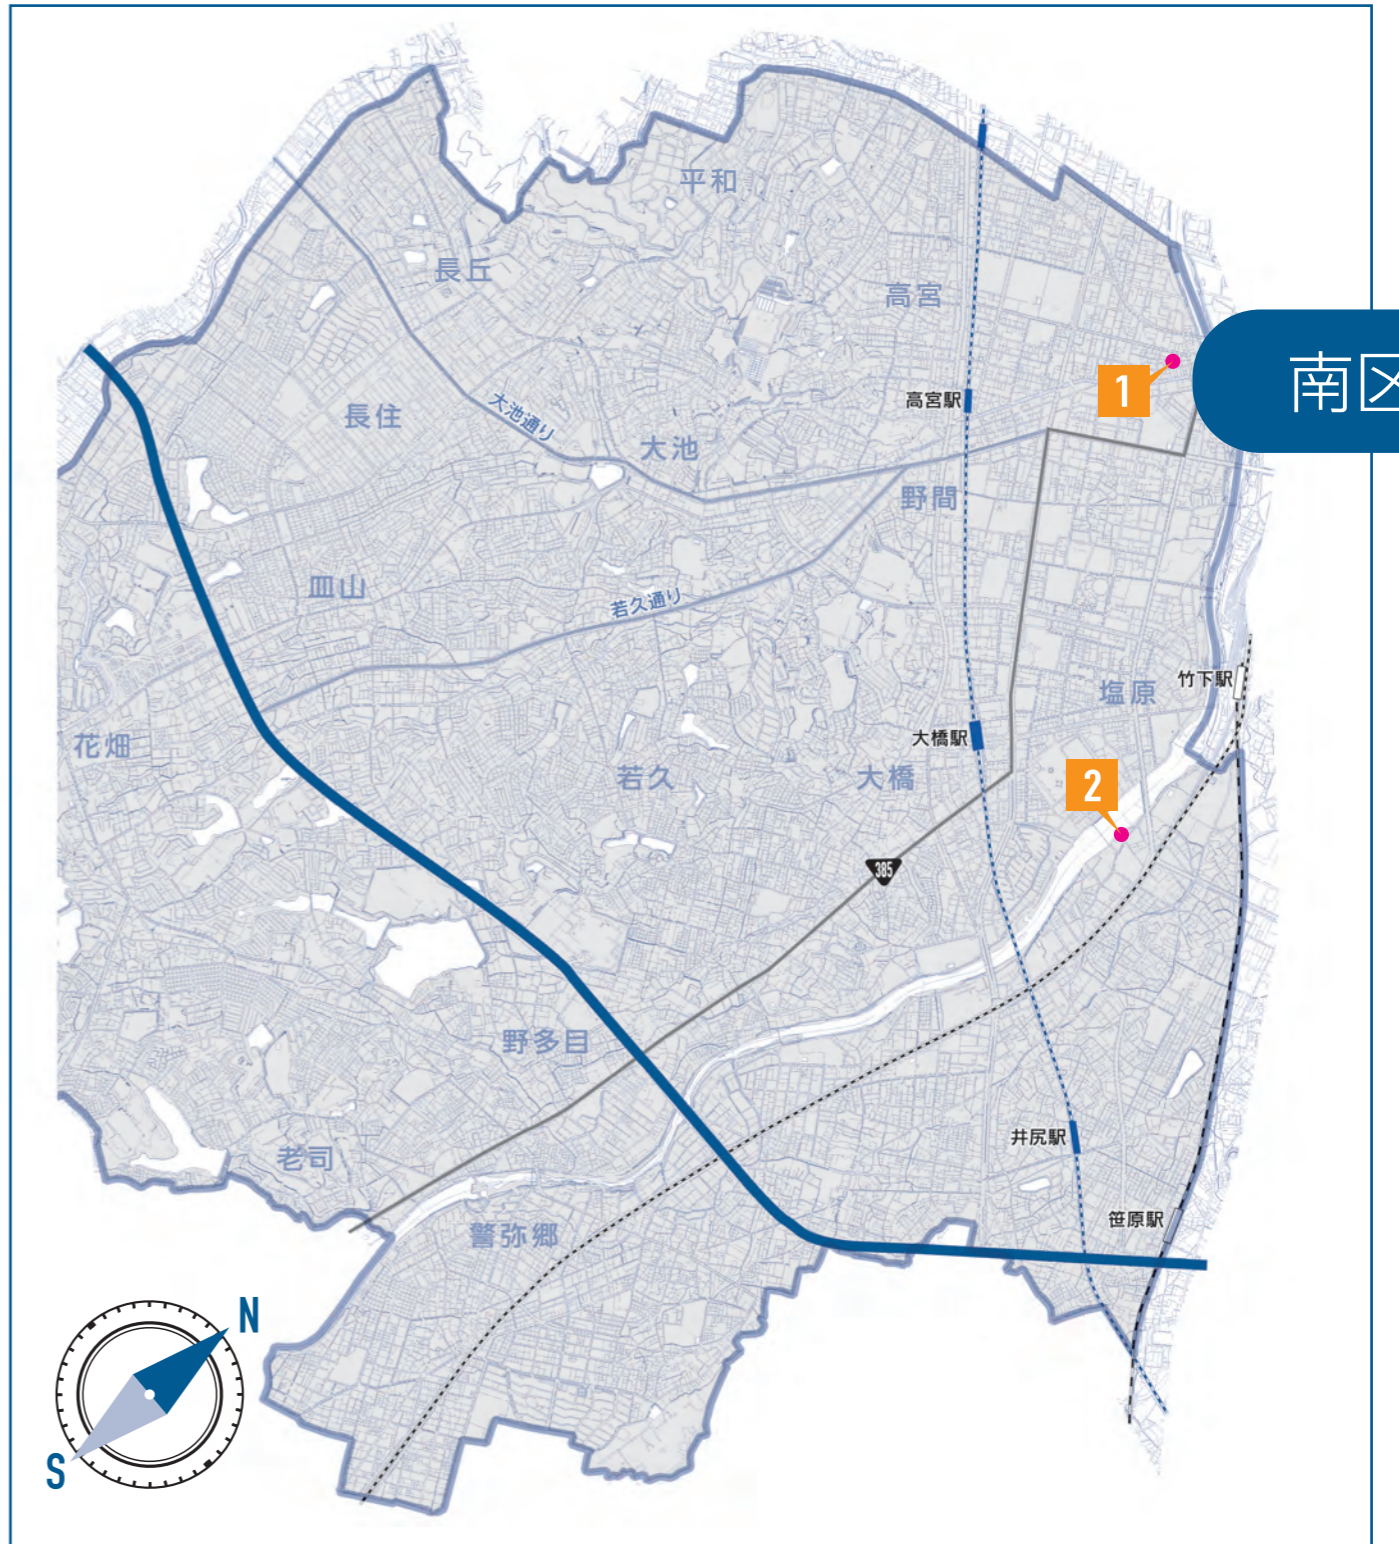 平和
長丘
高宮
南区
1
高宮駅
長住
大池通り
大池
野間
皿山
若久通り
竹下駅
塩原
花畑
大橋駅
若久
大橋
2
385
野多目
井尻駅
老司
笹原駅
警弥郷
N
S